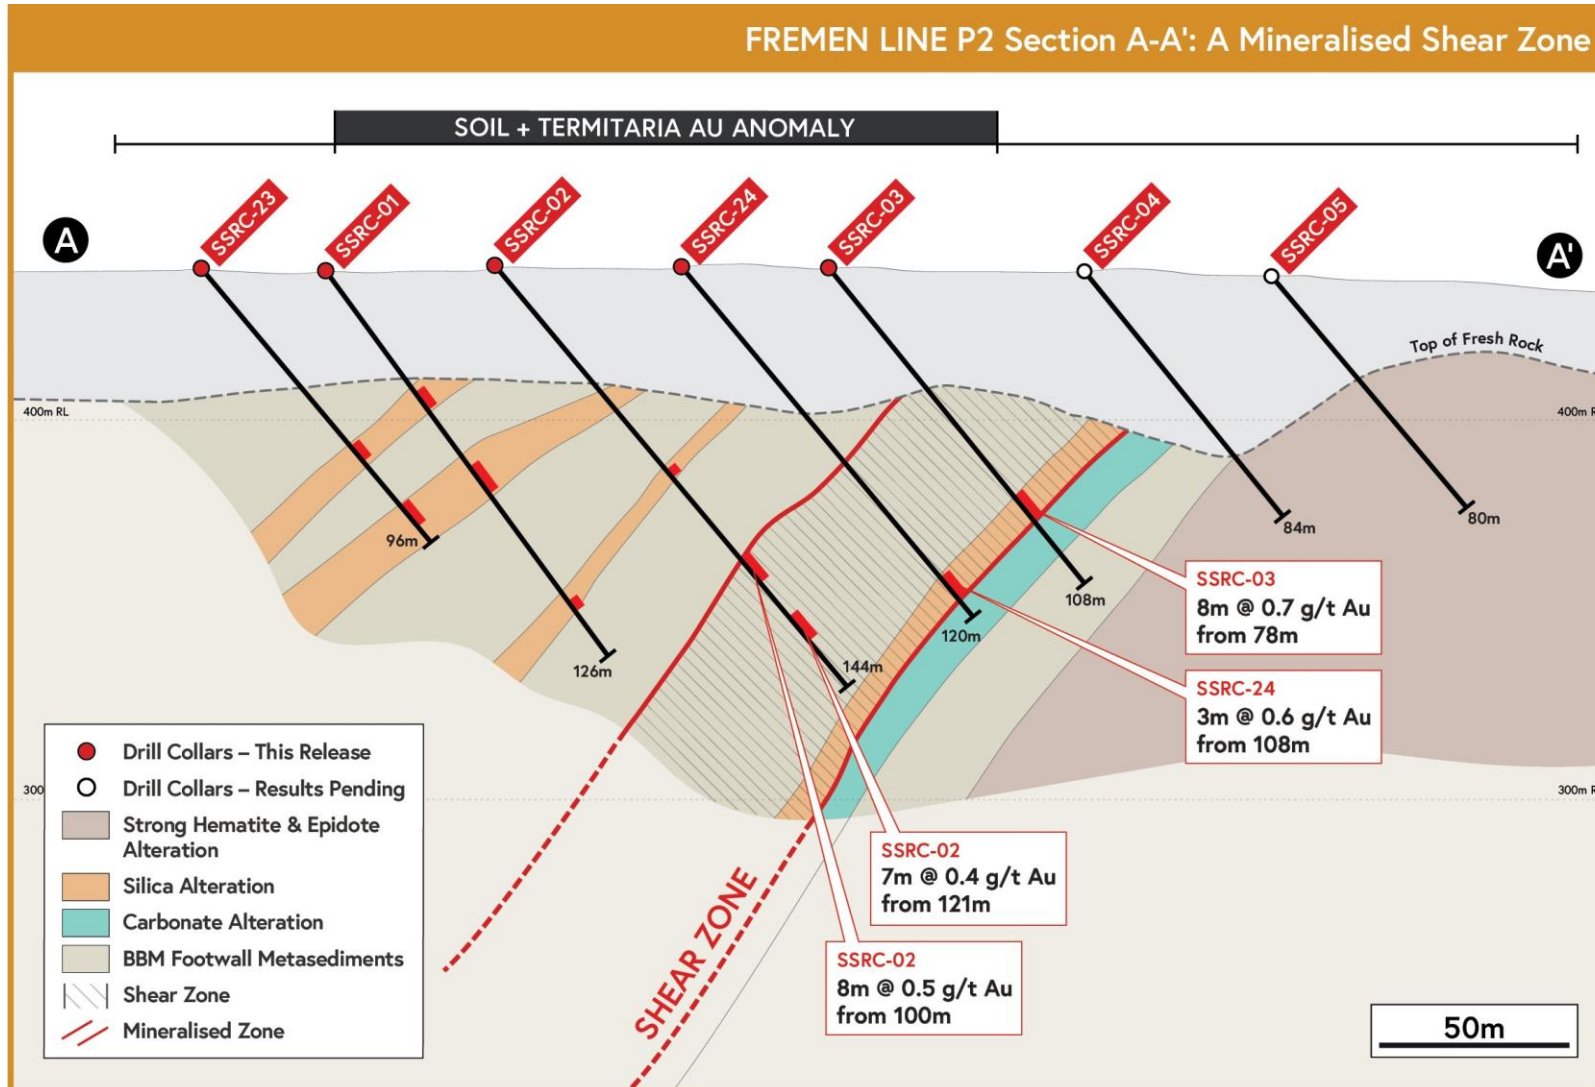 FREMEN LINE P2 Section A-A': A Mineralised Shear Zone
SOIL + TERMITARIA AU ANOMALY
A
SSRC-23
SSRC-01
SSRC-02
SSRC-24
SSRC-03
SSRC-04
SSRC-05
A'
Top of Fresh Rock
400m RL
400m R
96m
126m
144m
120m
108m
84m
80m
SSRC-03
8m @ 0.7 g/t Au
from 78m
SSRC-24
3m @ 0.6 g/t Au
from 108m
SSRC-02
7m @ 0.4 g/t Au
from 121m
SSRC-02
8m @ 0.5 g/t Au
from 100m
SHEAR ZONE
300
300m R
Drill Collars – This Release
Drill Collars – Results Pending
Strong Hematite & Epidote
Alteration
Silica Alteration
Carbonate Alteration
BBM Footwall Metasediments
Shear Zone
Mineralised Zone
50m